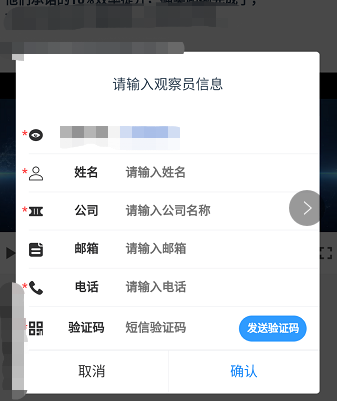 请输入观察员信息
* 姓名 请输入姓名
* 公司 请输入公司名称
邮箱 请输入邮箱
* 电话 请输入电话
* 验证码 短信验证码 发送验证码
取消 确认